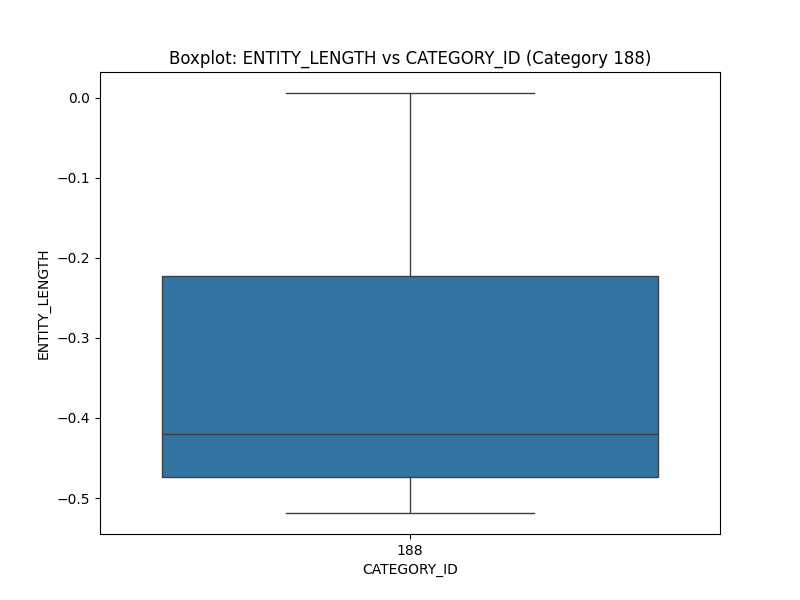 Boxplot: ENTITY_LENGTH vs CATEGORY_ID (Category 188)
0.0
−0.1
−0.2
−0.3
−0.4
−0.5
ENTITY_LENGTH
188
CATEGORY_ID